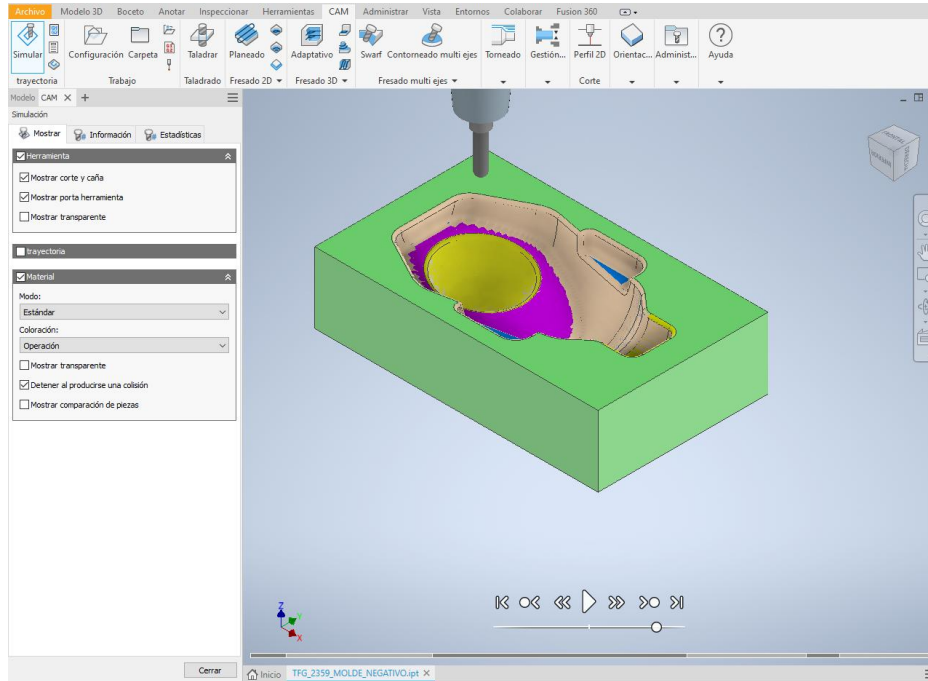 Archivo Modelo 3D Boceto Anotar Inspeccionar Herramientas CAM Administrar Vista Entornos Colaborar Fusion 360
Simular Configuración Carpeta Taladrar Planeado Adaptativo Swarf Contorneado multi ejes Torneado Gestión... Perfil 2D Orientac... Administ... Ayuda
trayectoria Trabajo Taladrado Fresado 2D Fresado 3D Fresado multi ejes Corte
Modelo CAM
Simulación
Mostrar Información Estadísticas
Herramienta
Mostrar corte y caña
Mostrar porta herramienta
Mostrar transparente
trayectoria
Material
Modo:
Estándar
Coloración:
Operación
Mostrar transparente
Detener al producirse una colisión
Mostrar comparación de piezas
Z
Y
X
Cerrar
Inicio TFG_2359_MOLDE_NEGATIVO.ipt